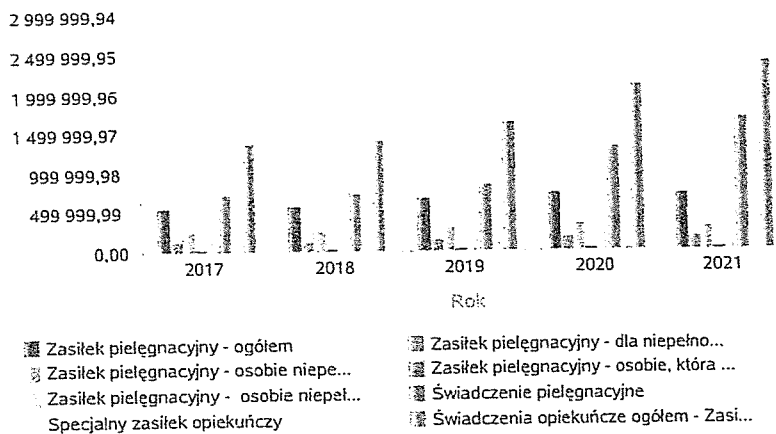 2 999 999,94
2 499 999,95
1 999 999,96
1 499 999,97
999 999,98
499 999,99
0,00
2017 2018 2019 2020 2021
Rok
Zasiłek pielęgnacyjny - ogółem
Zasiłek pielęgnacyjny - osobie niepe...
Zasiłek pielęgnacyjny - osobie niepeł...
Specjalny zasiłek opiekuńczy
Zasiłek pielęgnacyjny - dla niepełno...
Zasiłek pielęgnacyjny - osobie, która ...
Świadczenie pielęgnacyjne
Świadczenia opiekuńcze ogółem - Zasi...